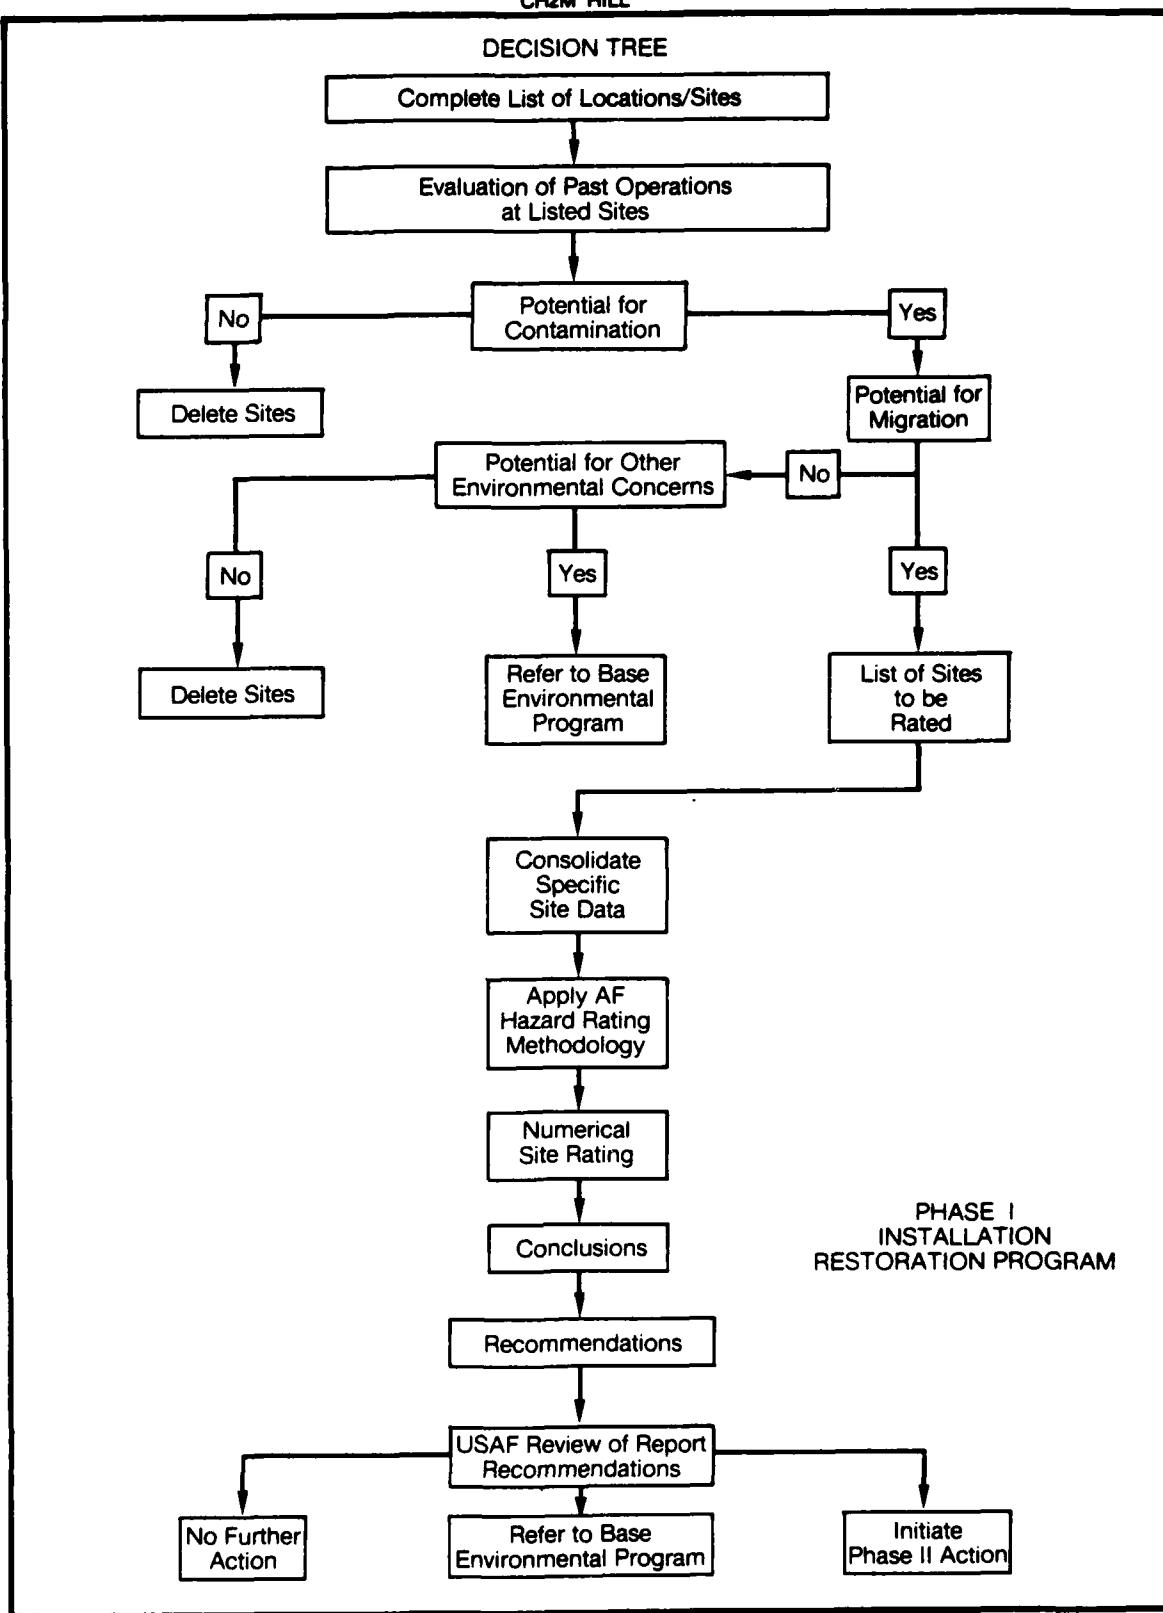 CH2M HILL
DECISION TREE
Complete List of Locations/Sites
Evaluation of Past Operations
at Listed Sites
Potential for
Contamination
No
Yes
Delete Sites
Potential for
Migration
Potential for Other
Environmental Concerns
No
No
Yes
Yes
Delete Sites
Refer to Base
Environmental
Program
List of Sites
to be
Rated
Consolidate
Specific
Site Data
Apply AF
Hazard Rating
Methodology
Numerical
Site Rating
Conclusions
PHASE I
INSTALLATION
RESTORATION PROGRAM
Recommendations
USAF Review of Report
Recommendations
No Further
Action
Refer to Base
Environmental Program
Initiate
Phase II Action